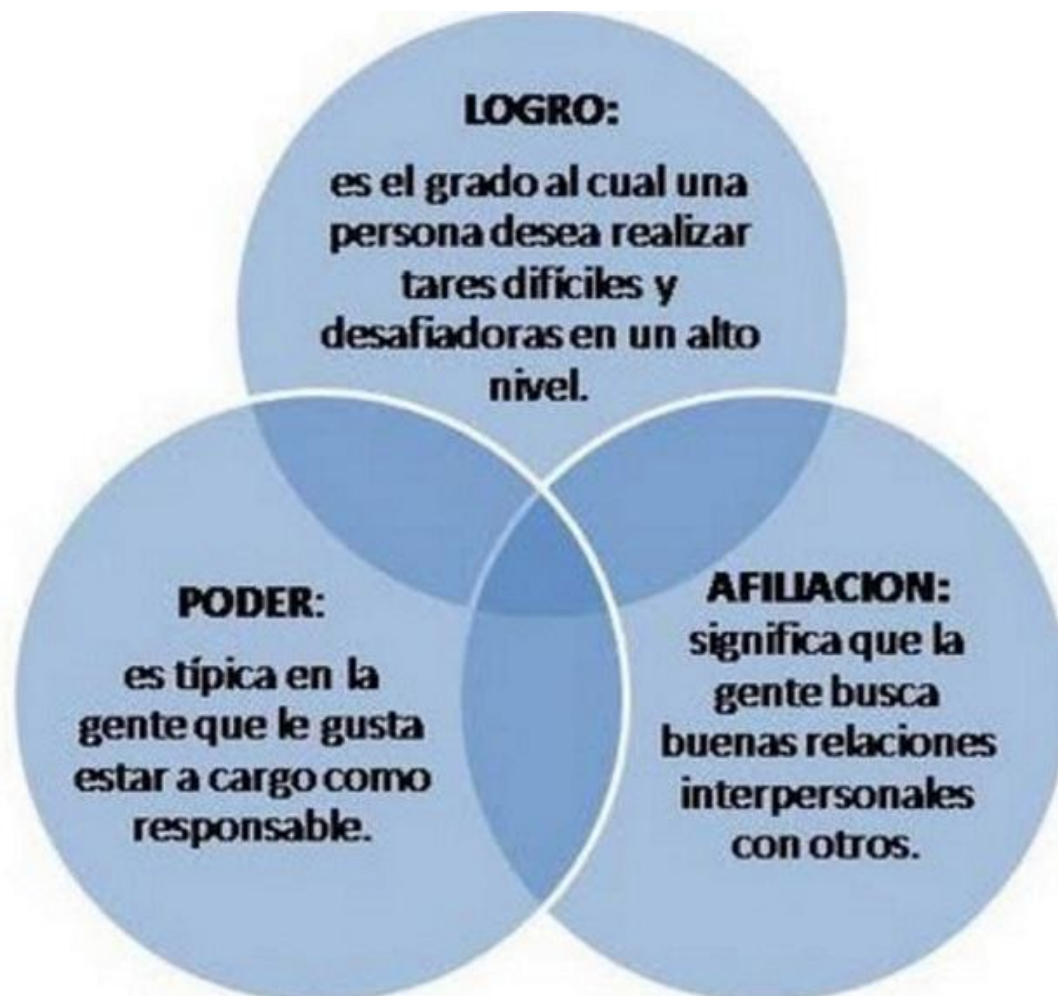 LOGRO:
es el grado al cual una
persona desea realizar
tares difíciles y
desafiadoras en un alto
nivel.
PODER:
es típica en la
gente que le gusta
estar a cargo como
responsable.
AFILIACION:
significa que la
gente busca
buenas relaciones
interpersonales
con otros.